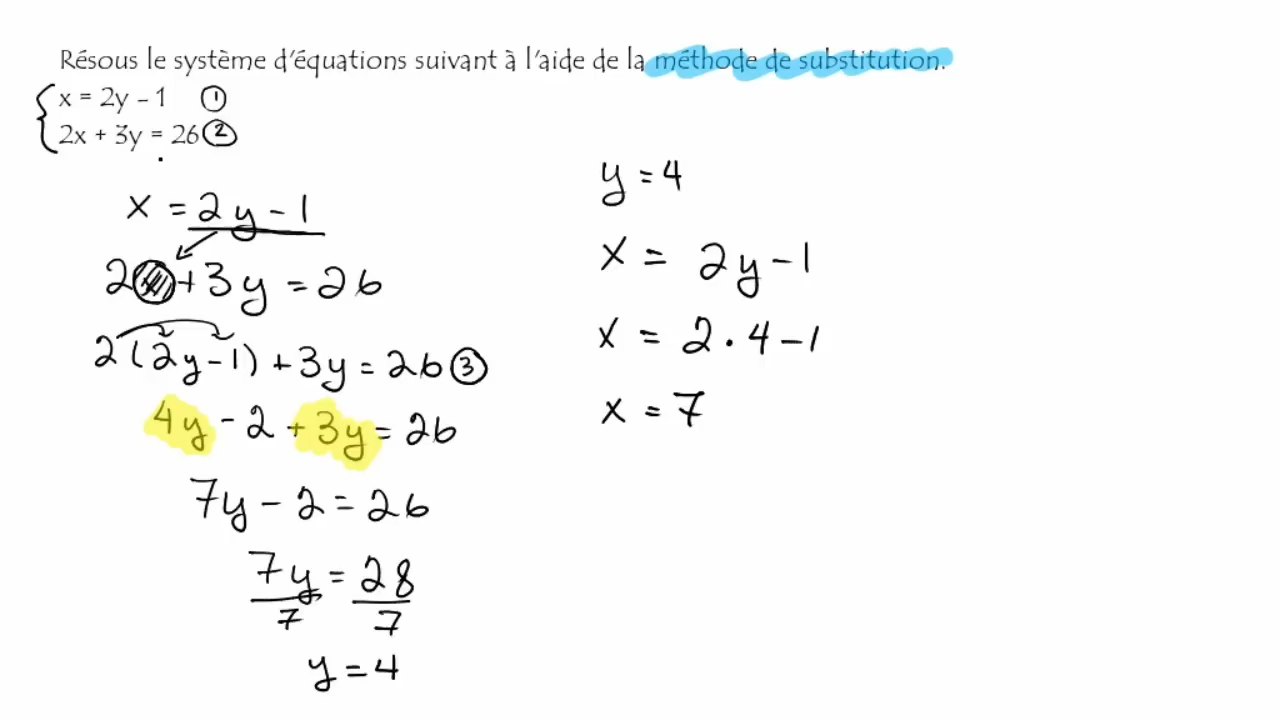 Résous le système d'équations suivant à l'aide de la méthode de substitution.
x = 2y – 1 ①
2x + 3y = 26 ②
x = 2y - 1
2x + 3y = 26
2(2y - 1) + 3y = 26 ③
4y - 2 + 3y = 26
7y - 2 = 26
7y = 28
7 7
y = 4
y = 4
x = 2y - 1
x = 2 · 4 - 1
x = 7